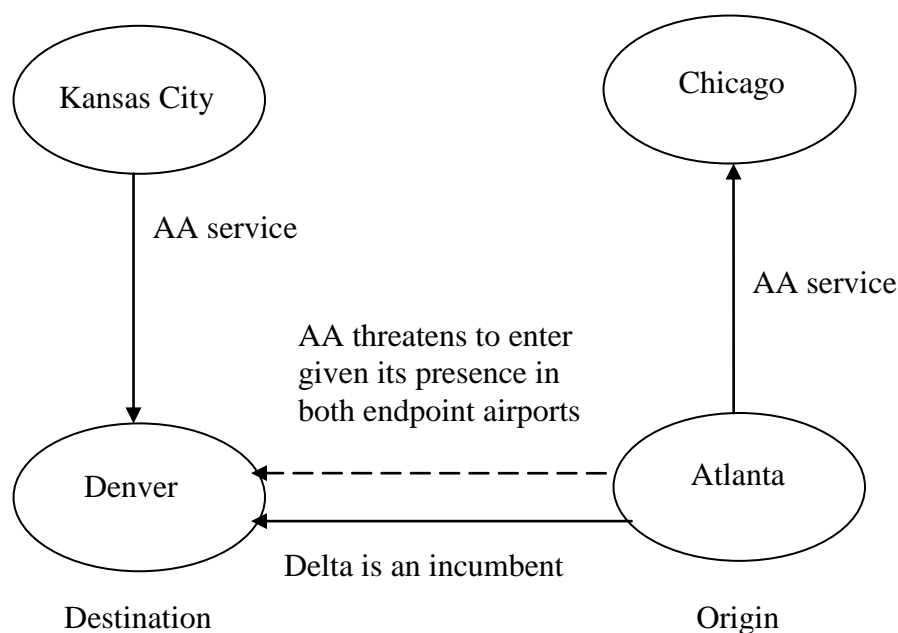 Kansas City
Chicago
AA service
AA service
AA threatens to enter
given its presence in
both endpoint airports
Denver
Atlanta
Delta is an incumbent
Destination
Origin